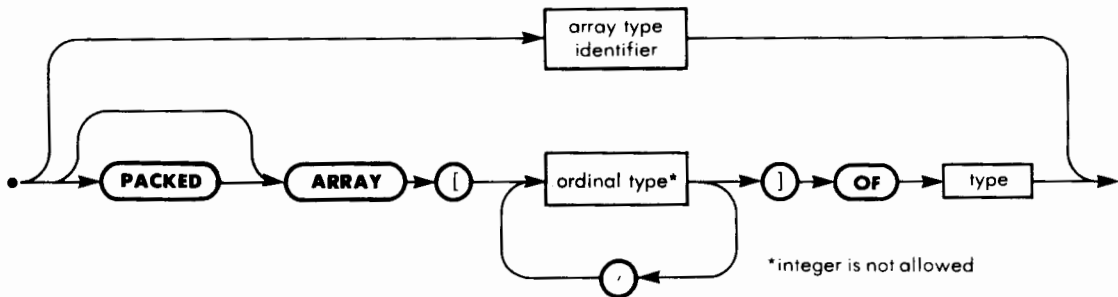 array type
identifier
PACKED ARRAY [ ordinal type* ] OF type
,
*integer is not allowed